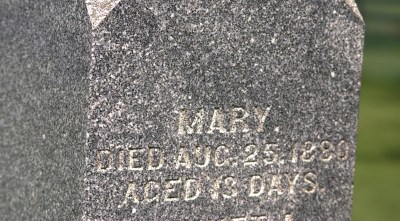 MARY.
DIED AUG. 25. 1880
AGED 13 DAYS.